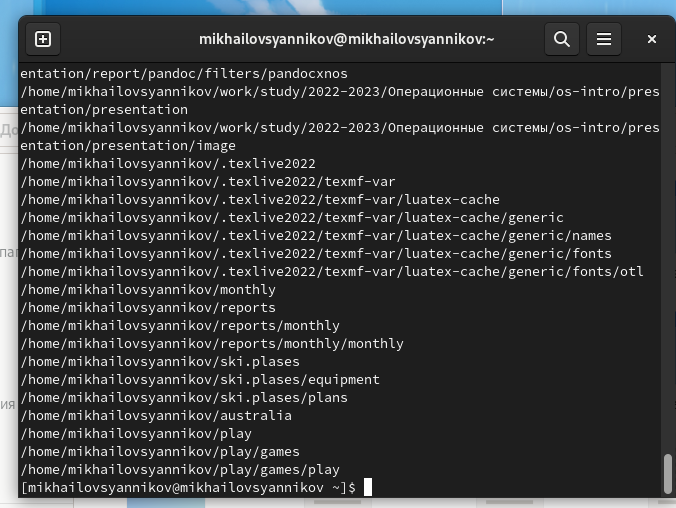 mikhailovsyannikov@mikhailovsyannikov:~
entation/report/pandoc/filters/pandocxnos
/home/mikhailovsyannikov/work/study/2022-2023/Операционные системы/os-intro/pres
entation/presentation
/home/mikhailovsyannikov/work/study/2022-2023/Операционные системы/os-intro/pres
entation/presentation/image
/home/mikhailovsyannikov/.texlive2022
/home/mikhailovsyannikov/.texlive2022/texmf-var
/home/mikhailovsyannikov/.texlive2022/texmf-var/luatex-cache
/home/mikhailovsyannikov/.texlive2022/texmf-var/luatex-cache/generic
/home/mikhailovsyannikov/.texlive2022/texmf-var/luatex-cache/generic/names
/home/mikhailovsyannikov/.texlive2022/texmf-var/luatex-cache/generic/fonts
/home/mikhailovsyannikov/.texlive2022/texmf-var/luatex-cache/generic/fonts/otl
/home/mikhailovsyannikov/monthly
/home/mikhailovsyannikov/reports
/home/mikhailovsyannikov/reports/monthly
/home/mikhailovsyannikov/reports/monthly/monthly
/home/mikhailovsyannikov/ski.plases
/home/mikhailovsyannikov/ski.plases/equipment
/home/mikhailovsyannikov/ski.plases/plans
/home/mikhailovsyannikov/australia
/home/mikhailovsyannikov/play
/home/mikhailovsyannikov/play/games
/home/mikhailovsyannikov/play/games/play
[mikhailovsyannikov@mikhailovsyannikov ~]$